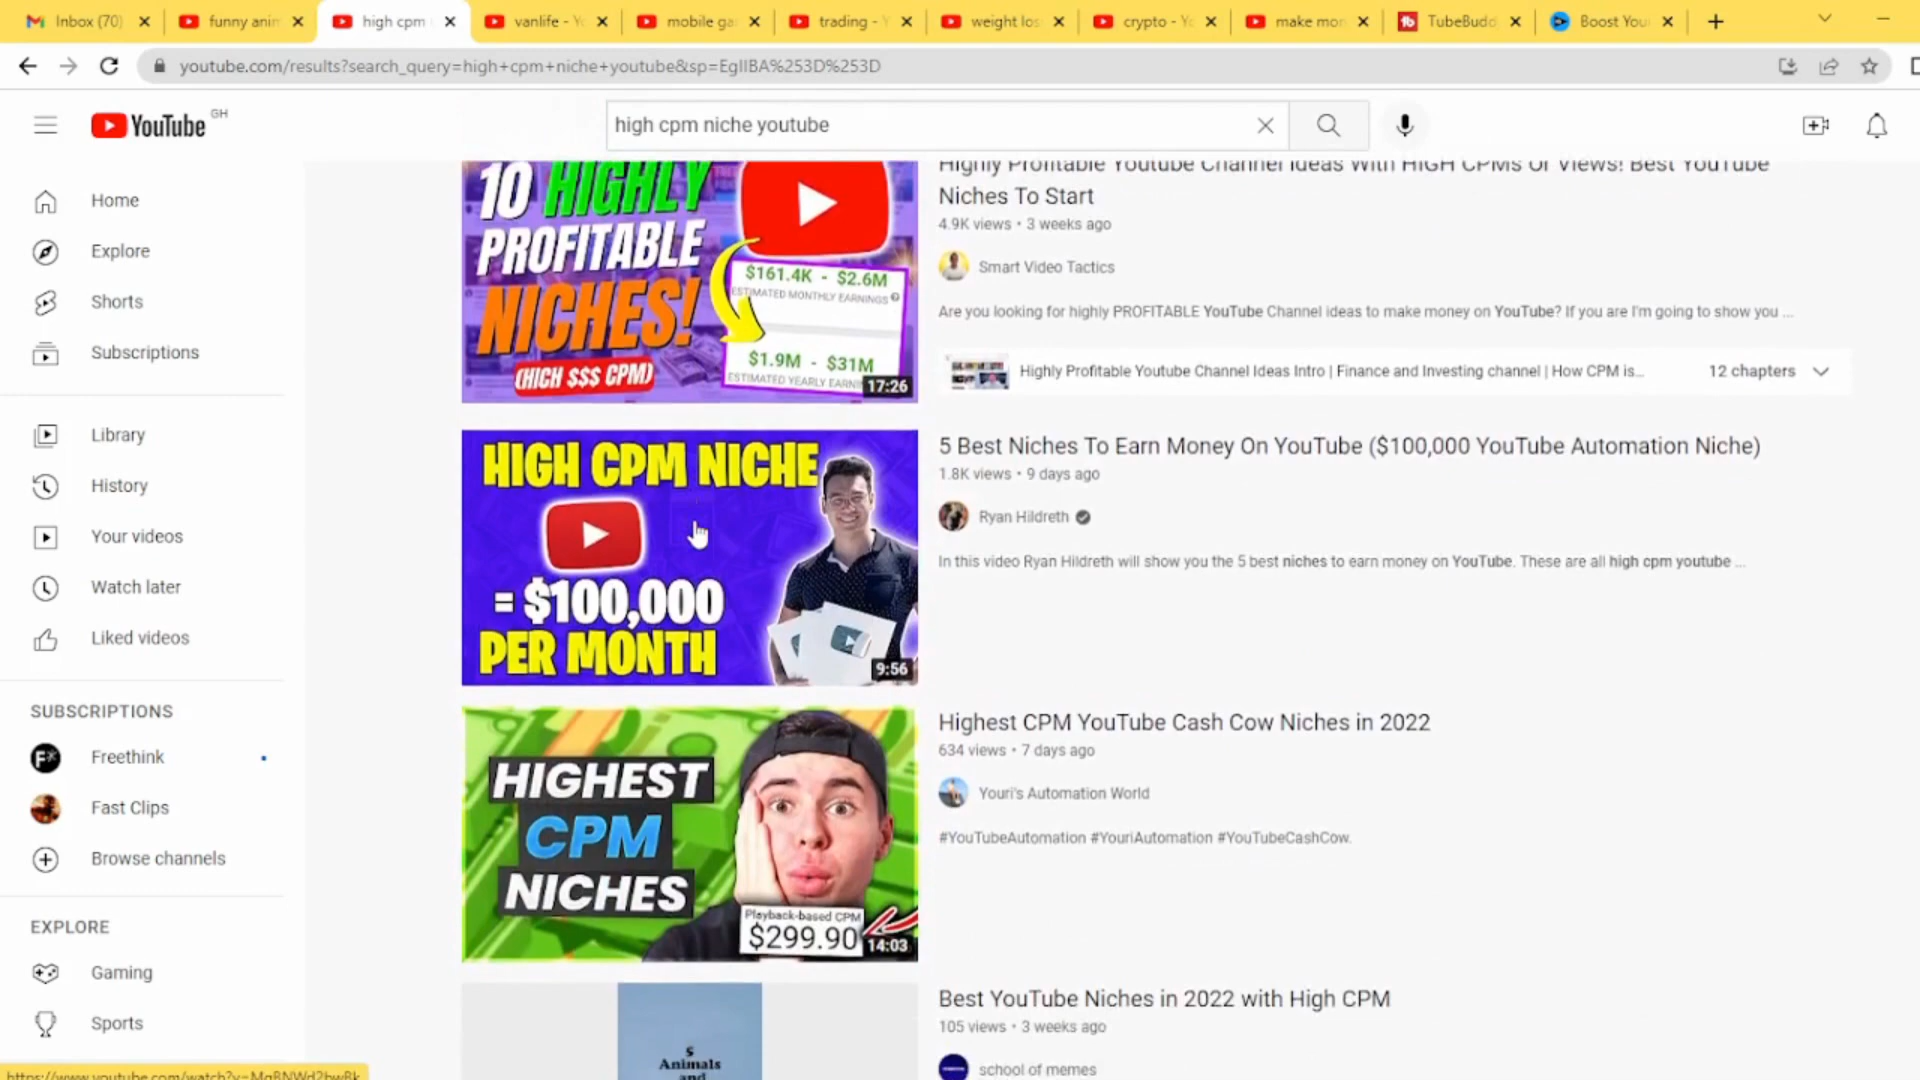 Inbox (70)
funny anim
high cpm
vanlife - Y
mobile ga
trading - Y
weight los
crypto - Yo
make mon
TubeBudd
Boost You
youtube.com/results?search_query=high+cpm+niche+youtube&sp=EgIIBA%253D%253D
YouTube GH
high cpm niche youtube
Home
Explore
Shorts
Subscriptions
Library
History
Your videos
Watch later
Liked videos
SUBSCRIPTIONS
Freethink
Fast Clips
Browse channels
EXPLORE
Gaming
Sports
https://www.youtube.com/watch?v=MgBNWd2bwBk
10 HIGHLY
PROFITABLE
NICHES!
(HIGH $$$ CPM)
$161.4K - $2.6M
ESTIMATED MONTHLY EARNINGS
$1.9M - $31M
ESTIMATED YEARLY EARNIN
17:26
Highly Profitable Youtube Channel Ideas With HIGH CPMs Or Views! Best YouTube
Niches To Start
4.9K views • 3 weeks ago
Smart Video Tactics
Are you looking for highly PROFITABLE YouTube Channel ideas to make money on YouTube? If you are I'm going to show you ...
Highly Profitable Youtube Channel Ideas Intro | Finance and Investing channel | How CPM is...
12 chapters
HIGH CPM NICHE
= $100,000
PER MONTH
9:56
5 Best Niches To Earn Money On YouTube ($100,000 YouTube Automation Niche)
1.8K views • 9 days ago
Ryan Hildreth
In this video Ryan Hildreth will show you the 5 best niches to earn money on YouTube. These are all high cpm youtube ...
HIGHEST
CPM
NICHES
Playback-based CPM
$299.90
14:03
Highest CPM YouTube Cash Cow Niches in 2022
634 views • 7 days ago
Youri's Automation World
#YouTubeAutomation #YouriAutomation #YouTubeCashCow.
5
Animals
and
Best YouTube Niches in 2022 with High CPM
105 views • 3 weeks ago
school of memes